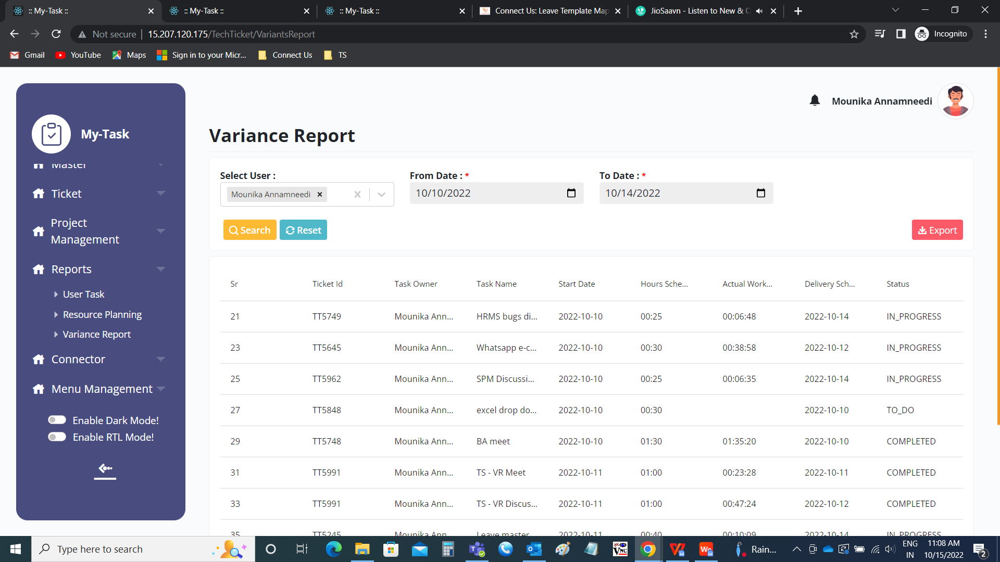 :: My-Task ::
:: My-Task ::
:: My-Task ::
Connect Us: Leave Template Map
JioSaavn - Listen to New & O
Not secure 15.207.120.175/TechTicket/VariantsReport
Incognito
Gmail YouTube Maps Sign in to your Micr... Connect Us TS
Mounika Annamneedi
My-Task
Master
Ticket
Project
Management
Reports
User Task
Resource Planning
Variance Report
Connector
Menu Management
Enable Dark Mode!
Enable RTL Mode!
Variance Report
Select User : From Date : * To Date : *
Mounika Annamneedi 10/10/2022 10/14/2022
Search Reset Export
Sr Ticket Id Task Owner Task Name Start Date Hours Sche... Actual Work... Delivery Sch... Status
21 TT5749 Mounika Ann... HRMS bugs di... 2022-10-10 00:25 00:06:48 2022-10-14 IN_PROGRESS
23 TT5645 Mounika Ann... Whatsapp e-c... 2022-10-10 00:30 00:38:58 2022-10-12 IN_PROGRESS
25 TT5962 Mounika Ann... SPM Discussi... 2022-10-10 00:25 00:06:35 2022-10-14 IN_PROGRESS
27 TT5848 Mounika Ann... excel drop do... 2022-10-10 00:30 2022-10-10 TO_DO
29 TT5748 Mounika Ann... BA meet 2022-10-10 01:30 01:35:20 2022-10-10 COMPLETED
31 TT5991 Mounika Ann... TS - VR Meet 2022-10-11 01:00 00:23:28 2022-10-11 COMPLETED
33 TT5991 Mounika Ann... TS - VR Discus... 2022-10-11 01:00 00:47:24 2022-10-12 COMPLETED
35 TT5245 Mounika Ann... Leave master 2022-10-11 00:40 00:10:09 2022-10-14 IN_PROGRESS
Type here to search
Rain...
ENG
IN
11:08 AM
10/15/2022
2